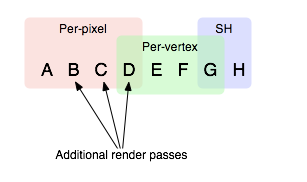 Per-pixel SH
Per-vertex
A B C D E F G H
Additional render passes